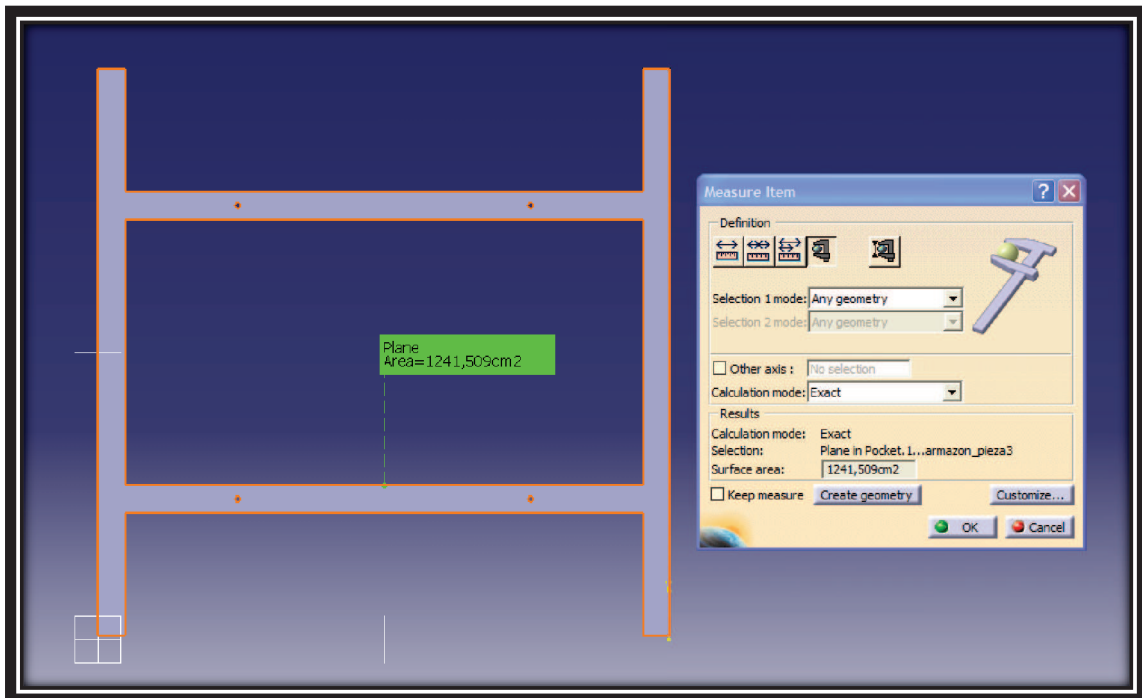 Plane
Area=1241,509cm2
Measure Item
Definition
Selection 1 mode: Any geometry
Selection 2 mode: Any geometry
Other axis : No selection
Calculation mode: Exact
Results
Calculation mode: Exact
Selection: Plane in Pocket.1...armazon_pieza3
Surface area: 1241,509cm2
Keep measure Create geometry Customize...
OK Cancel